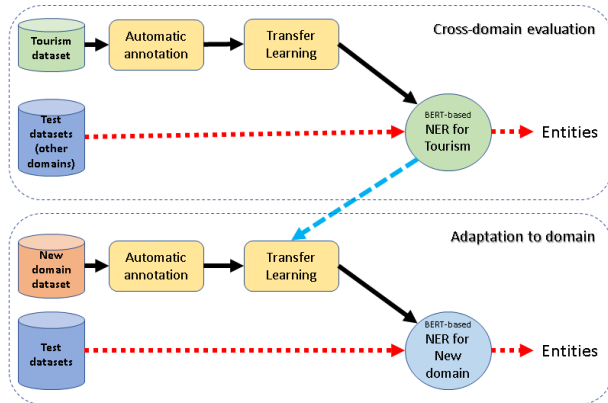 Cross-domain evaluation
Tourism
dataset
Automatic
annotation
Transfer
Learning
Test
datasets
(other
domains)
BERT-based
NER for
Tourism
Entities
Adaptation to domain
New
domain
dataset
Automatic
annotation
Transfer
Learning
Test
datasets
BERT-based
NER for
New
domain
Entities